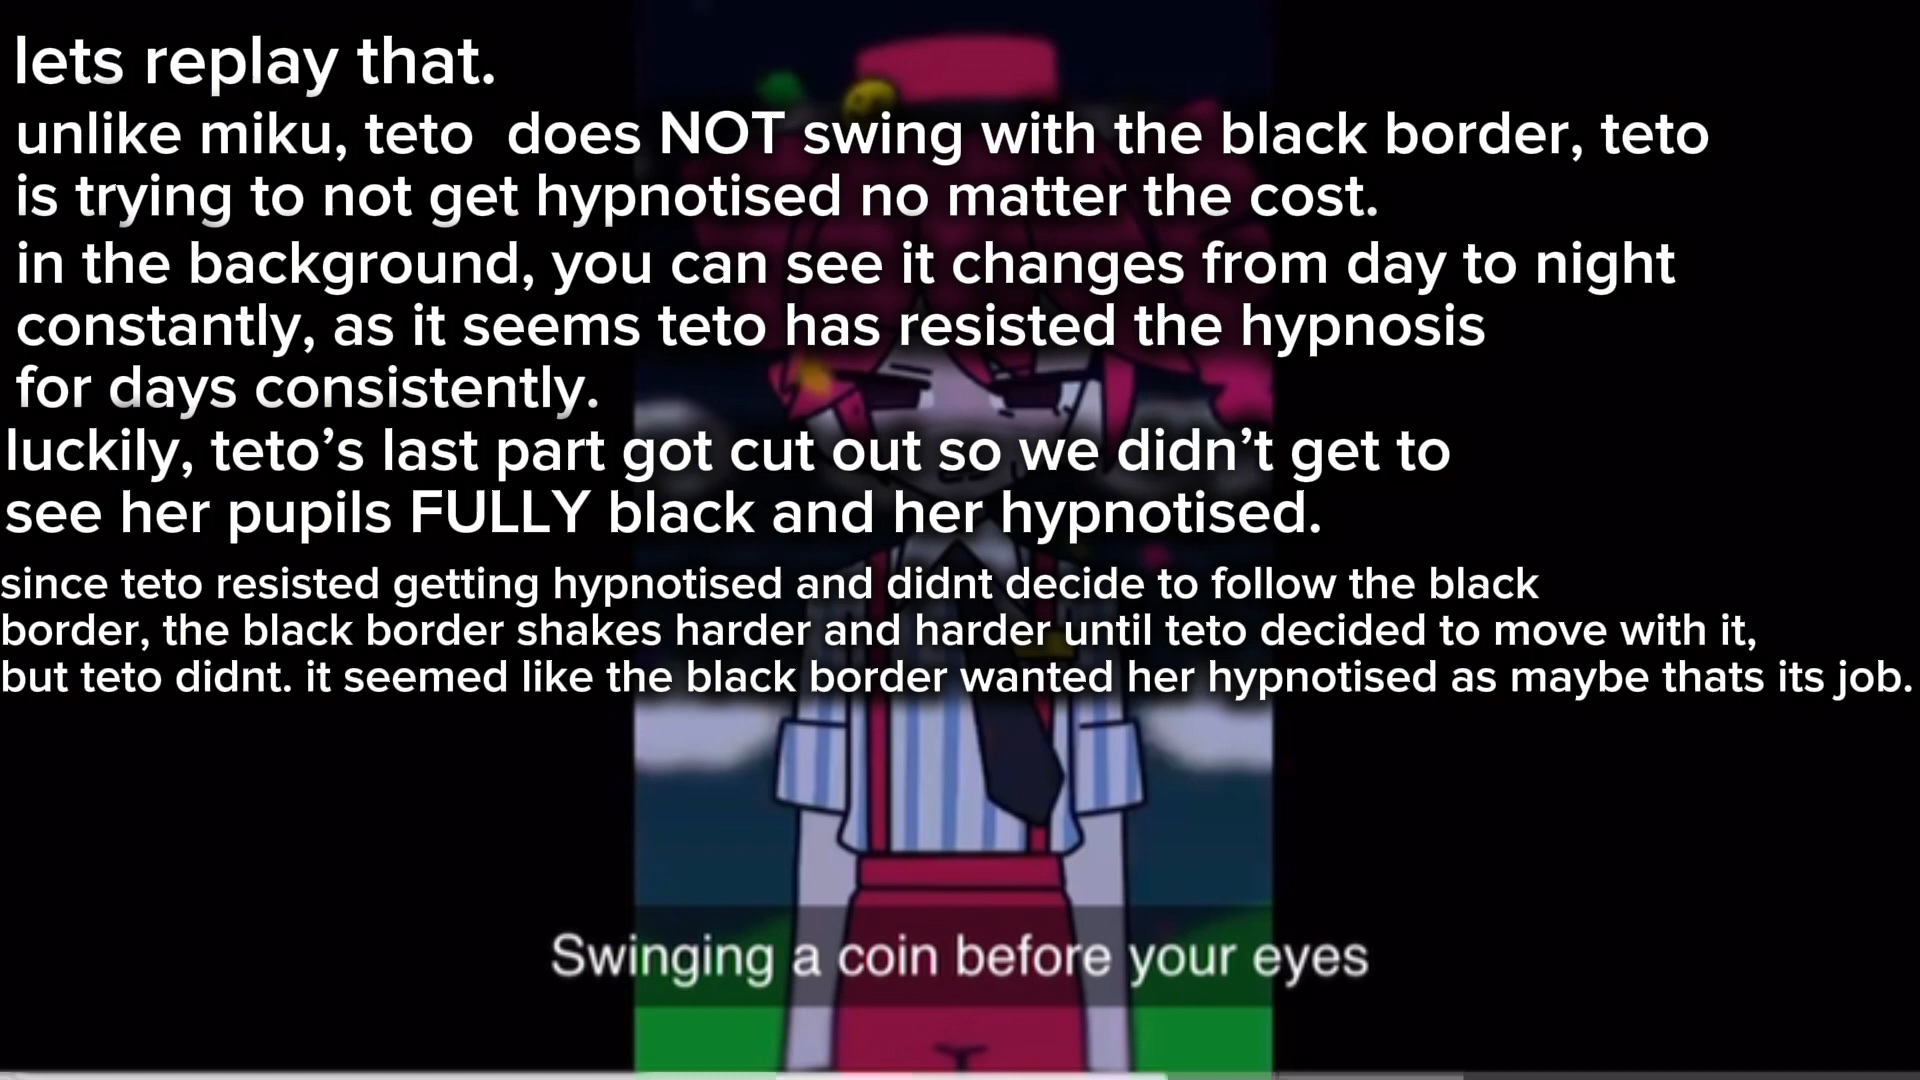 lets replay that.
unlike miku, teto does NOT swing with the black border, teto
is trying to not get hypnotised no matter the cost.
in the background, you can see it changes from day to night
constantly, as it seems teto has resisted the hypnosis
for days consistently.
luckily, teto’s last part got cut out so we didn’t get to
see her pupils FULLY black and her hypnotised.
since teto resisted getting hypnotised and didnt decide to follow the black
border, the black border shakes harder and harder until teto decided to move with it,
but teto didnt. it seemed like the black border wanted her hypnotised as maybe thats its job.
Swinging a coin before your eyes